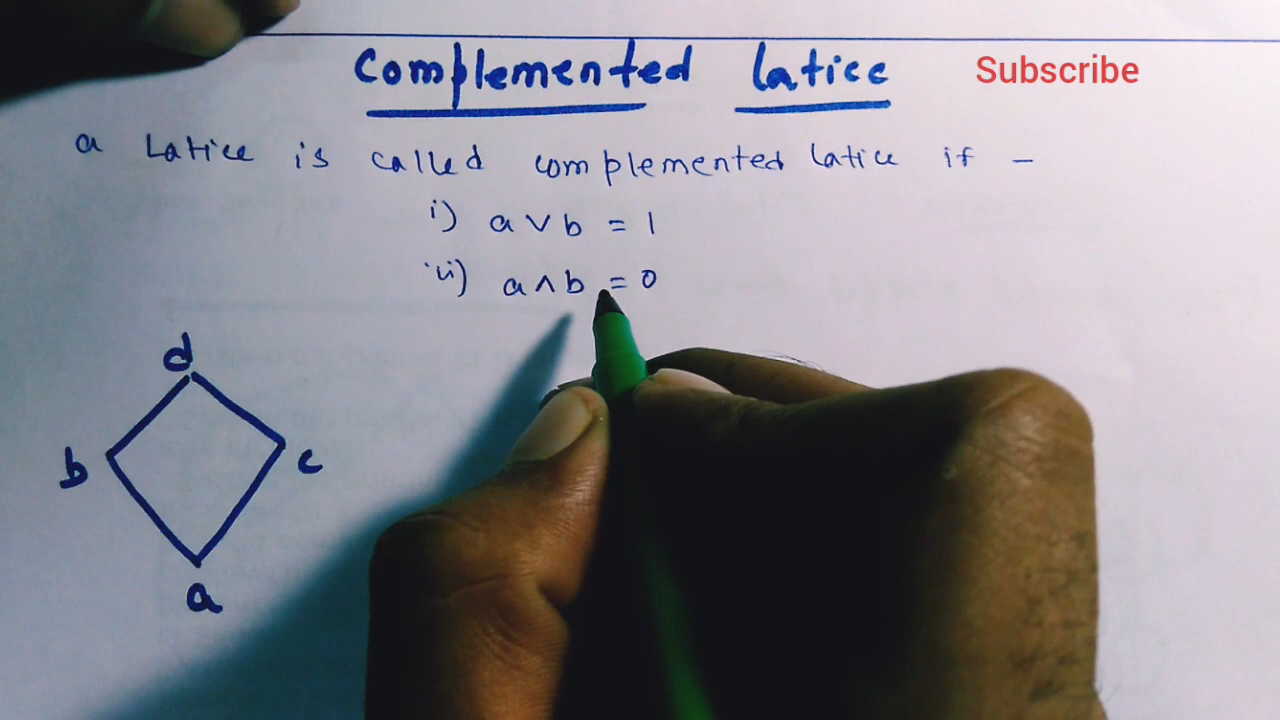 Complemented Latice
Subscribe
a Latice is called complemented latice if -
i) a ∨ b = 1
ii) a ∧ b = 0
d
b
c
a